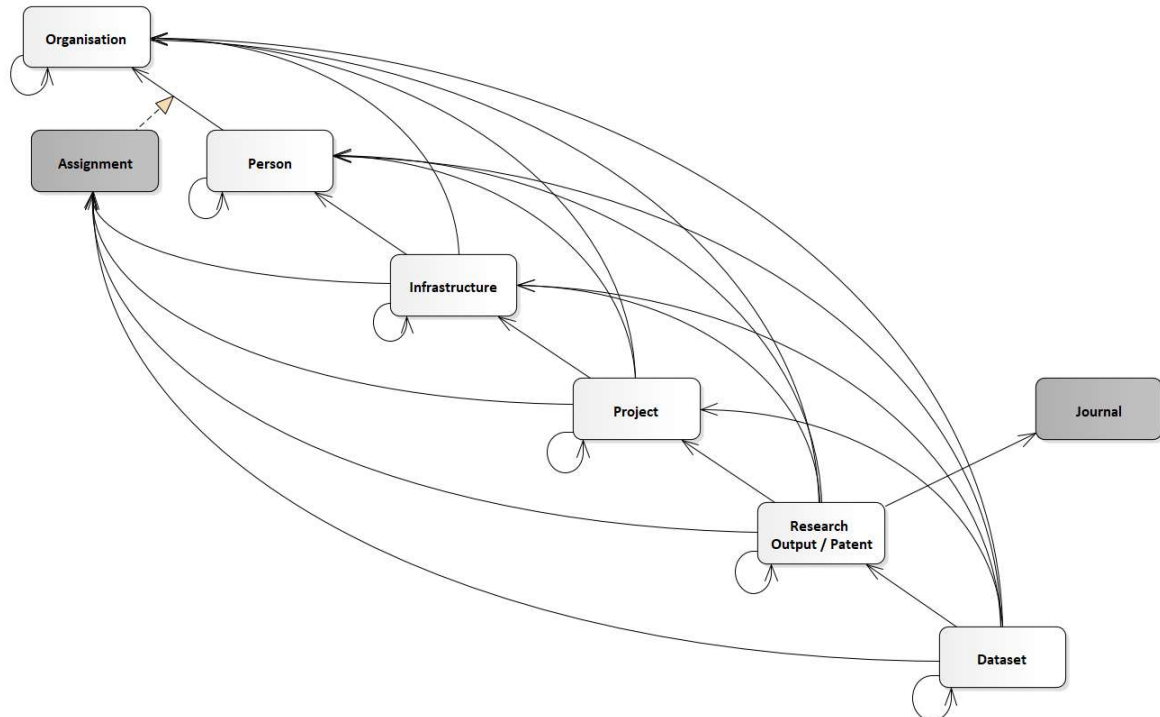 Organisation
Assignment
Person
Infrastructure
Project
Journal
Research
Output / Patent
Dataset